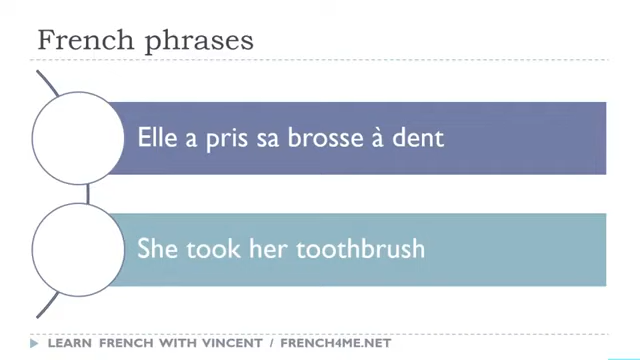 French phrases
Elle a pris sa brosse à dent
She took her toothbrush
LEARN FRENCH WITH VINCENT / FRENCH4ME.NET